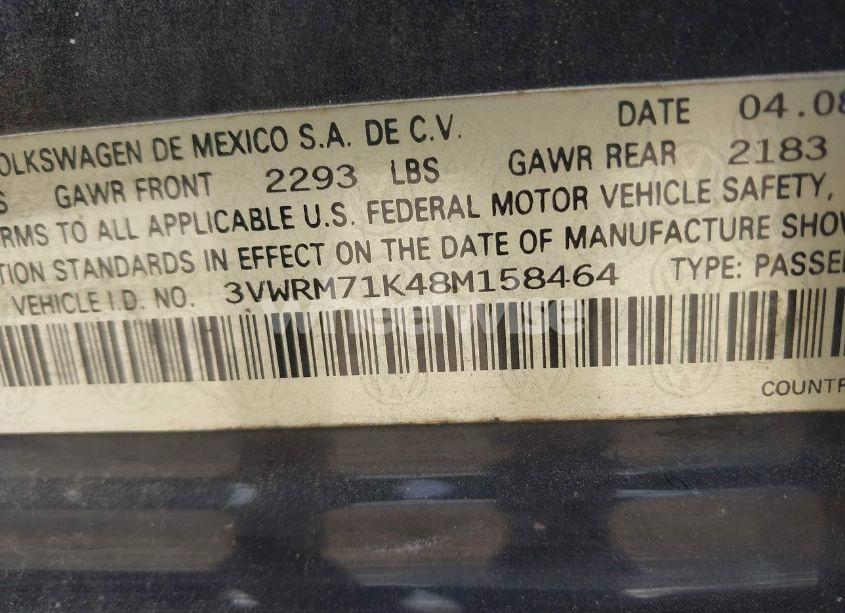 OLKSWAGEN DE MEXICO S.A. DE C.V. DATE 04.08
S GAWR FRONT 2293 LBS GAWR REAR 2183
RMS TO ALL APPLICABLE U.S. FEDERAL MOTOR VEHICLE SAFETY,
TION STANDARDS IN EFFECT ON THE DATE OF MANUFACTURE SHOW
VEHICLE I.D. NO. 3VWRM71K48M158464 TYPE: PASSE
wheelwise
COUNTR